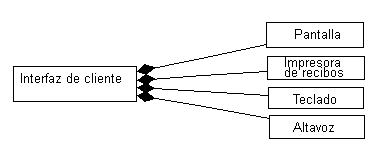 Pantalla
Impresora
de recibos
Interfaz de cliente
Teclado
Altavoz